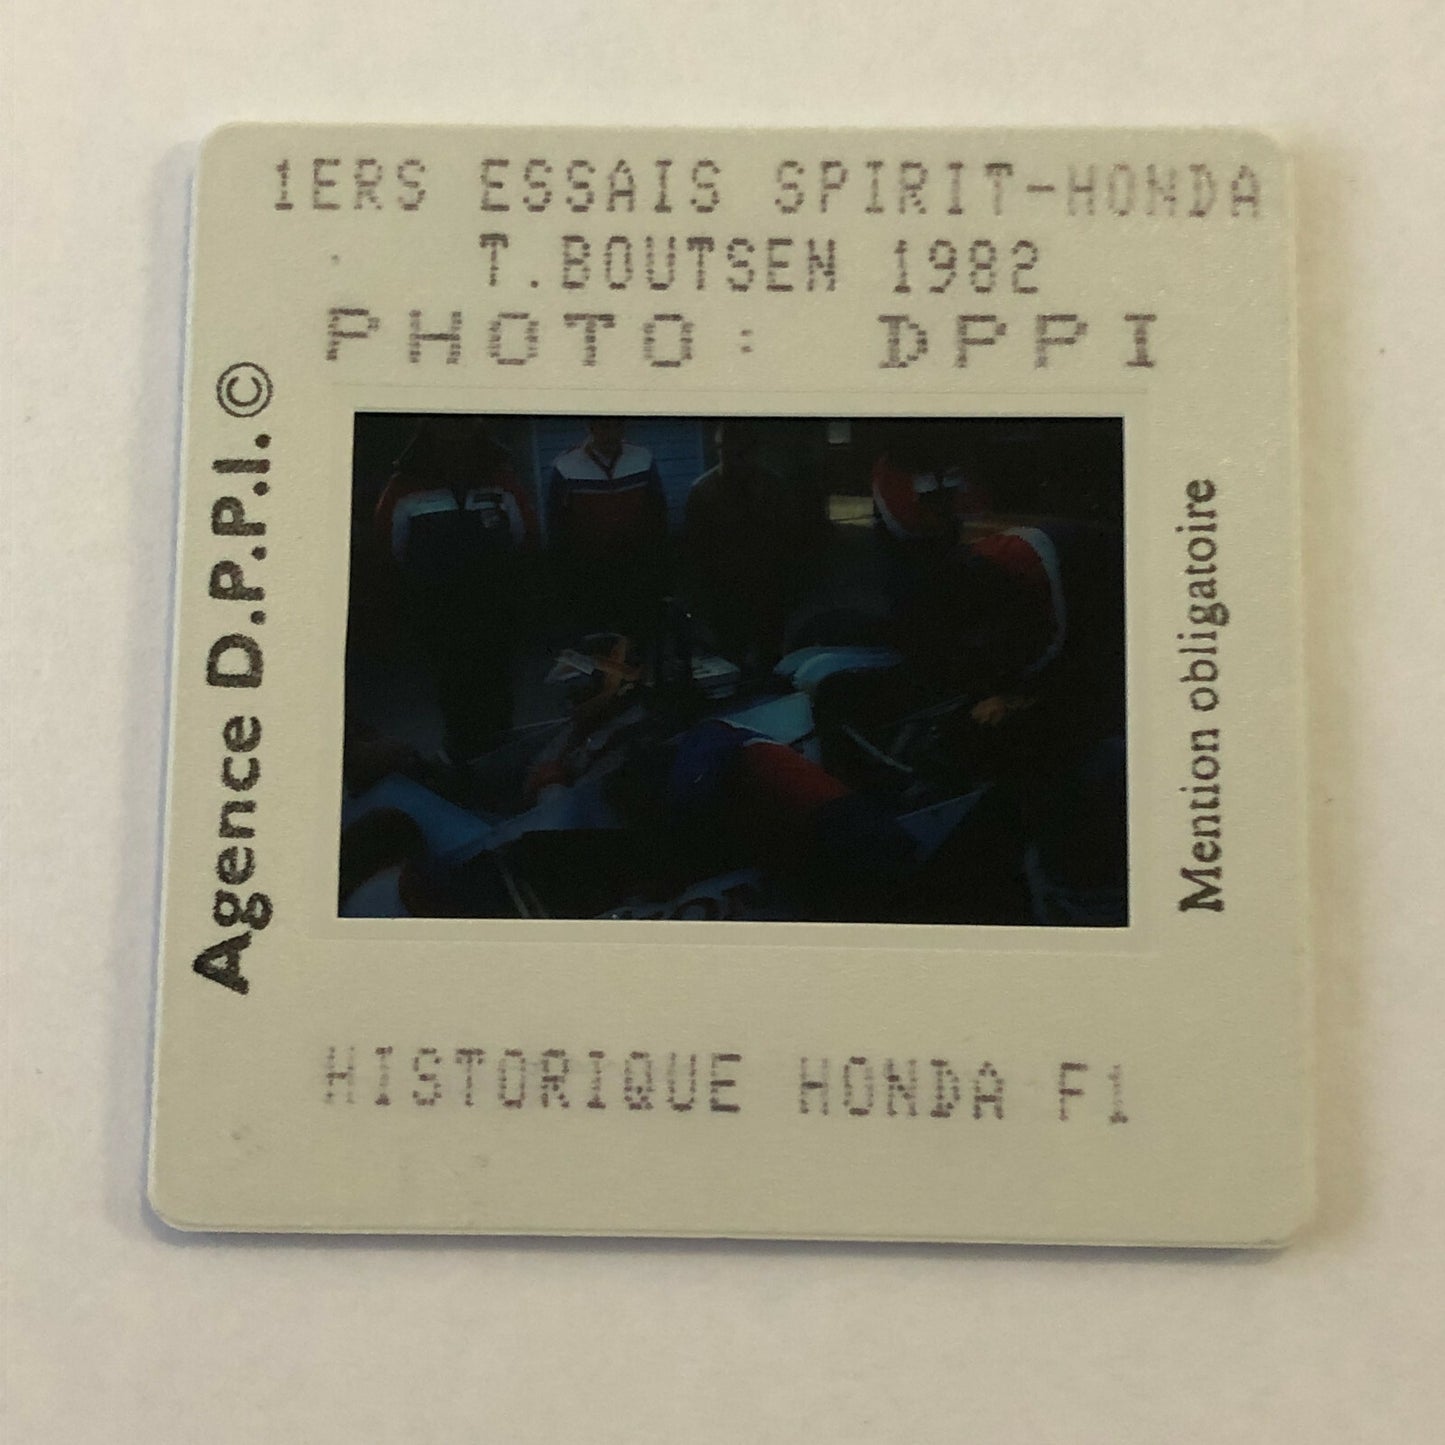 1ERS ESSAIS SPIRIT-HONDA
T.BOUTSEN 1982
PHOTO: DPPI
Agence D.P.P.I. ©
Mention obligatoire
HISTORIQUE HONDA F1